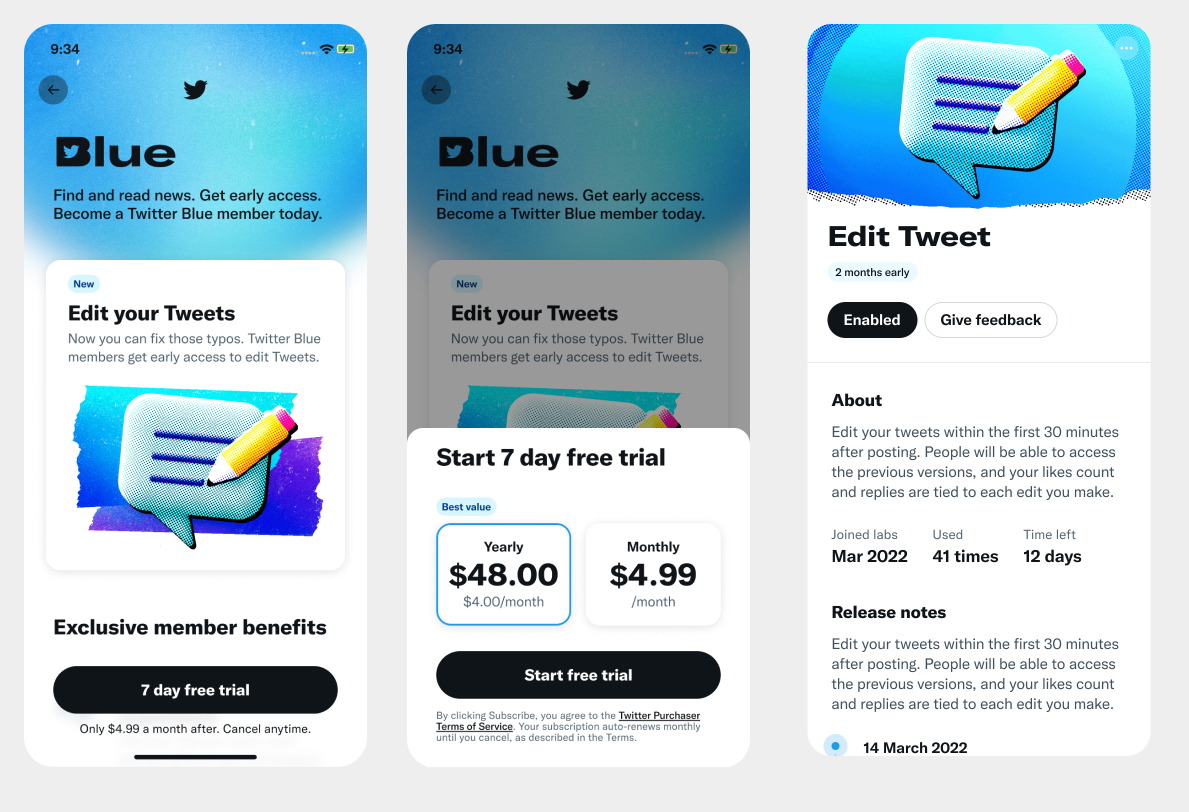 9:34
Blue
Find and read news. Get early access.
Become a Twitter Blue member today.
New
Edit your Tweets
Now you can fix those typos. Twitter Blue
members get early access to edit Tweets.
Exclusive member benefits
7 day free trial
Only $4.99 a month after. Cancel anytime.
9:34
Blue
Find and read news. Get early access.
Become a Twitter Blue member today.
New
Edit your Tweets
Now you can fix those typos. Twitter Blue
members get early access to edit Tweets.
Start 7 day free trial
Best value
Yearly
$48.00
$4.00/month
Monthly
$4.99
/month
Start free trial
By clicking Subscribe, you agree to the Twitter Purchaser
Terms of Service. Your subscription auto-renews monthly
until you cancel, as described in the Terms.
Edit Tweet
2 months early
Enabled
Give feedback
About
Edit your tweets within the first 30 minutes
after posting. People will be able to access
the previous versions, and your likes count
and replies are tied to each edit you make.
Joined labs
Mar 2022
Used
41 times
Time left
12 days
Release notes
Edit your tweets within the first 30 minutes
after posting. People will be able to access
the previous versions, and your likes count
and replies are tied to each edit you make.
14 March 2022